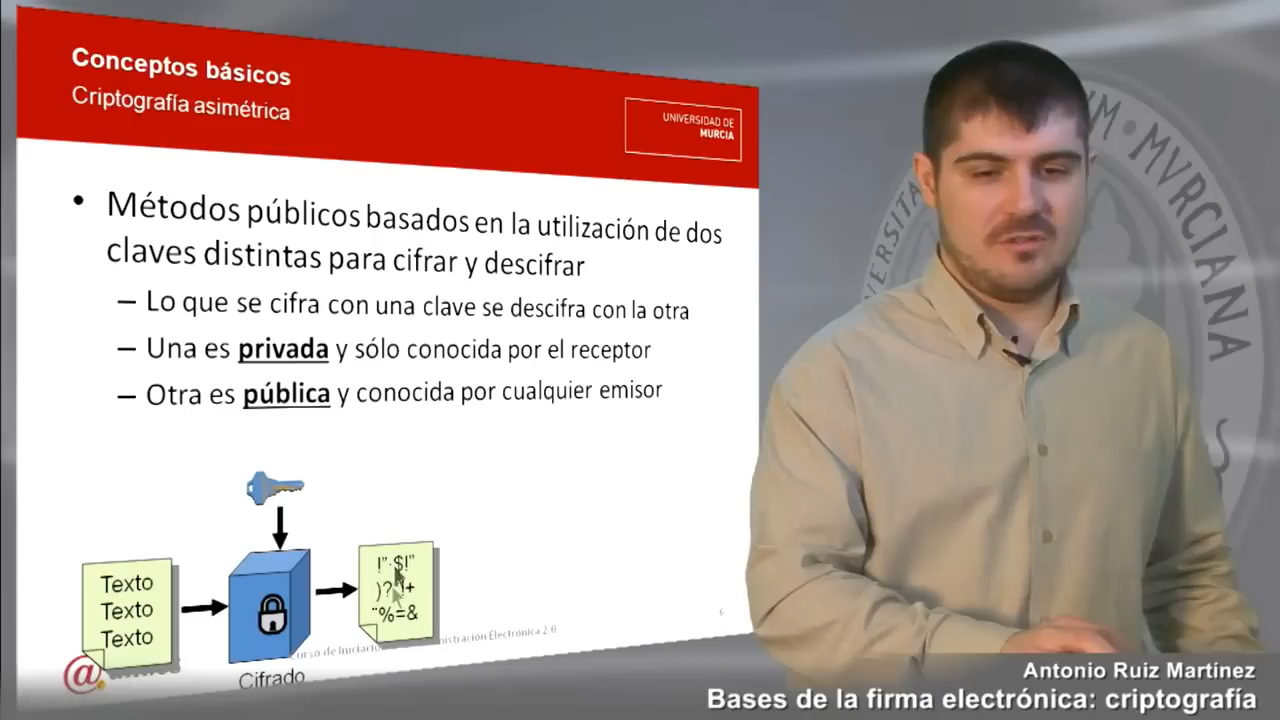 Conceptos básicos
Criptografía asimétrica
UNIVERSIDAD DE
MURCIA
• Métodos públicos basados en la utilización de dos
claves distintas para cifrar y descifrar
– Lo que se cifra con una clave se descifra con la otra
– Una es privada y sólo conocida por el receptor
– Otra es pública y conocida por cualquier emisor
Texto
Texto
Texto
Cifrado
6
Antonio Ruiz Martínez
Bases de la firma electrónica: criptografía
MVRCIANA